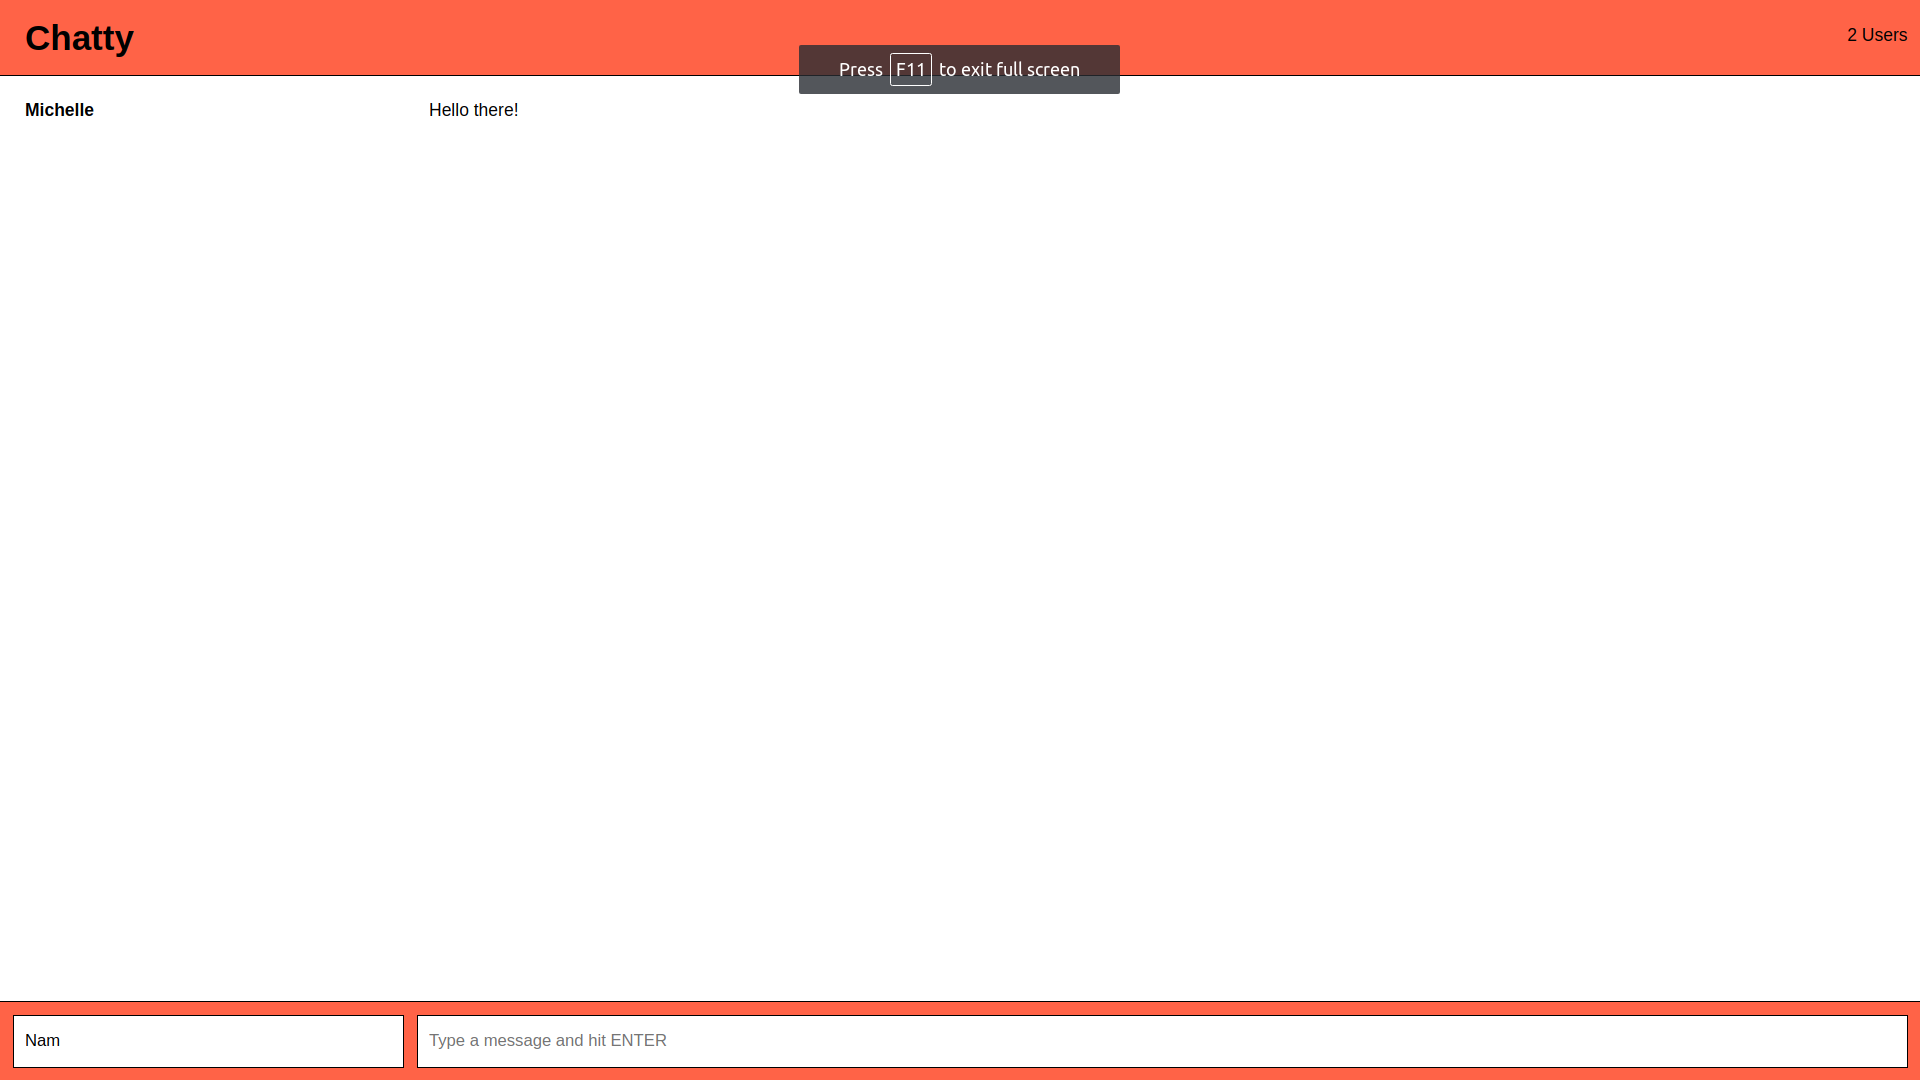 Chatty
2 Users
Press F11 to exit full screen
Michelle Hello there!
Nam Type a message and hit ENTER